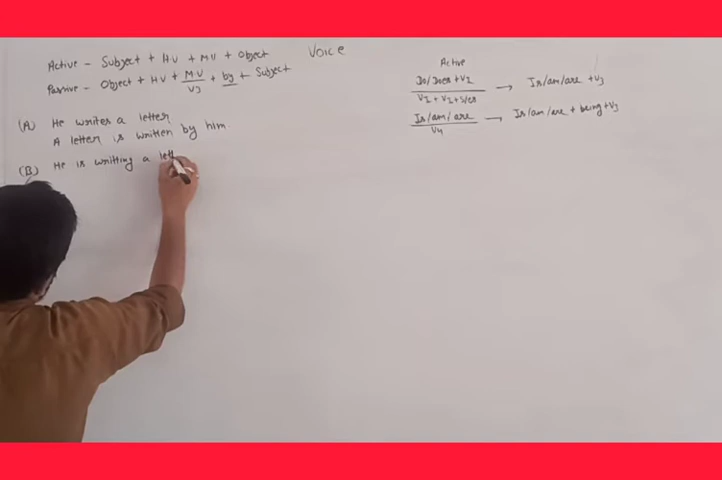 Voice
Active - Subject + HV + MV + Object
Passive - Object + HV + MV + by + Subject
V3
(A) He writes a letter
A letter is written by him
(B) He is writting a lett
Active
Do/Does + V1 → Is/am/are + V3
V1 + V1 + s/es
Is/am/are → Is/am/are + being + V3
V4